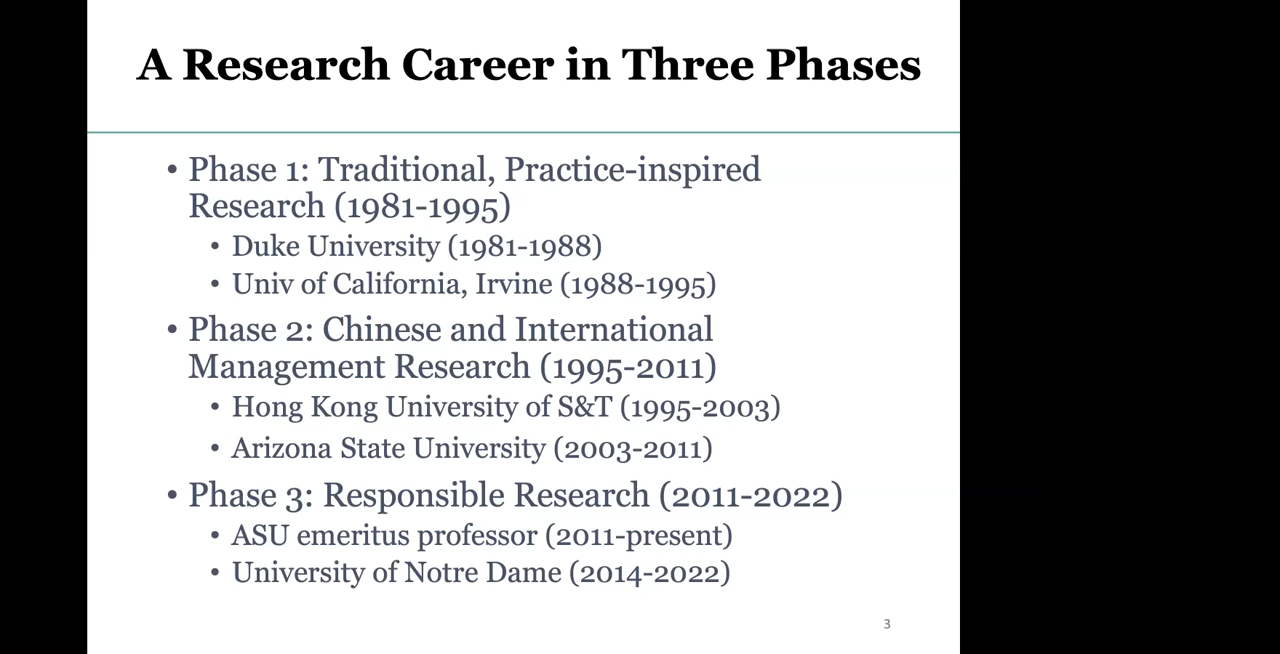 A Research Career in Three Phases
• Phase 1: Traditional, Practice-inspired
Research (1981-1995)
• Duke University (1981-1988)
• Univ of California, Irvine (1988-1995)
• Phase 2: Chinese and International
Management Research (1995-2011)
• Hong Kong University of S&T (1995-2003)
• Arizona State University (2003-2011)
• Phase 3: Responsible Research (2011-2022)
• ASU emeritus professor (2011-present)
• University of Notre Dame (2014-2022)
3